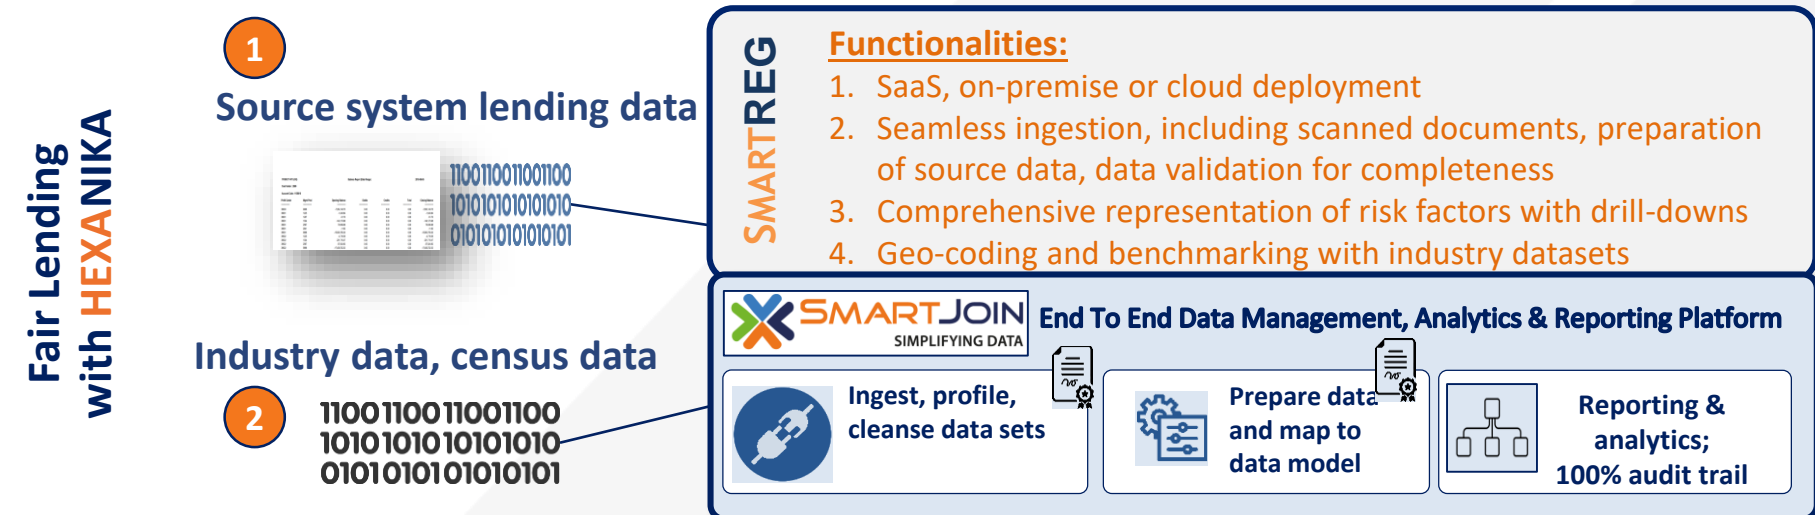 Fair Lending
with HEXANIKA
1
Source system lending data
1100110011001100
1010101010101010
0101010101010101
Industry data, census data
2
1100110011001100
1010101010101010
0101010101010101
SMARTREG
Functionalities:
1. SaaS, on-premise or cloud deployment
2. Seamless ingestion, including scanned documents, preparation
of source data, data validation for completeness
3. Comprehensive representation of risk factors with drill-downs
4. Geo-coding and benchmarking with industry datasets
SMARTJOIN
SIMPLIFYING DATA
End To End Data Management, Analytics & Reporting Platform
Ingest, profile,
cleanse data sets
Prepare data
and map to
data model
Reporting &
analytics;
100% audit trail